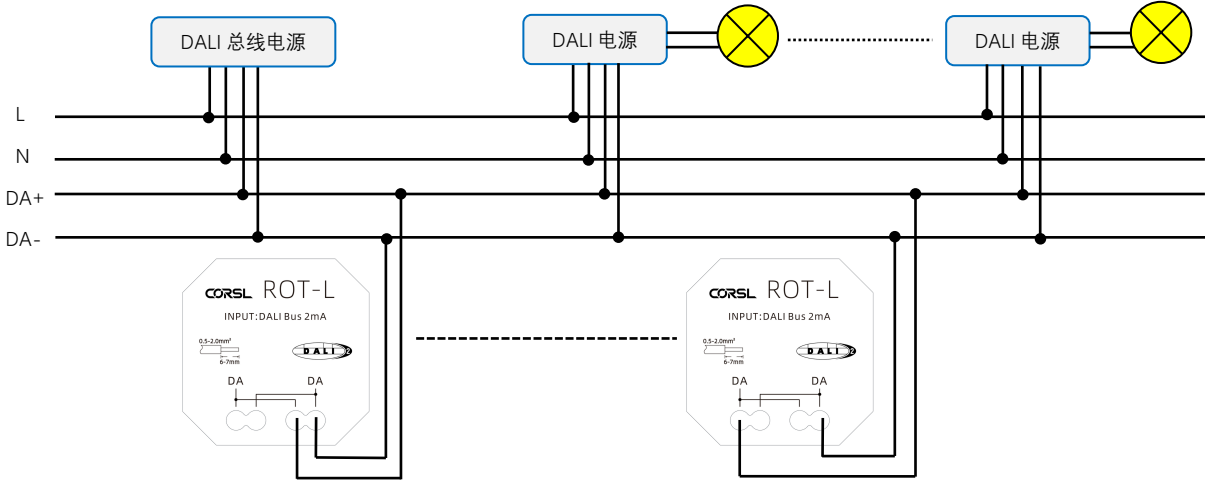 DALI 总线电源
DALI 电源
DALI 电源
L
N
DA+
DA-
CORSL ROT-L
INPUT:DALI Bus 2mA
0.5-2.0mm²
6-7mm
DALI 2
DA DA
CORSL ROT-L
INPUT:DALI Bus 2mA
0.5-2.0mm²
6-7mm
DALI 2
DA DA